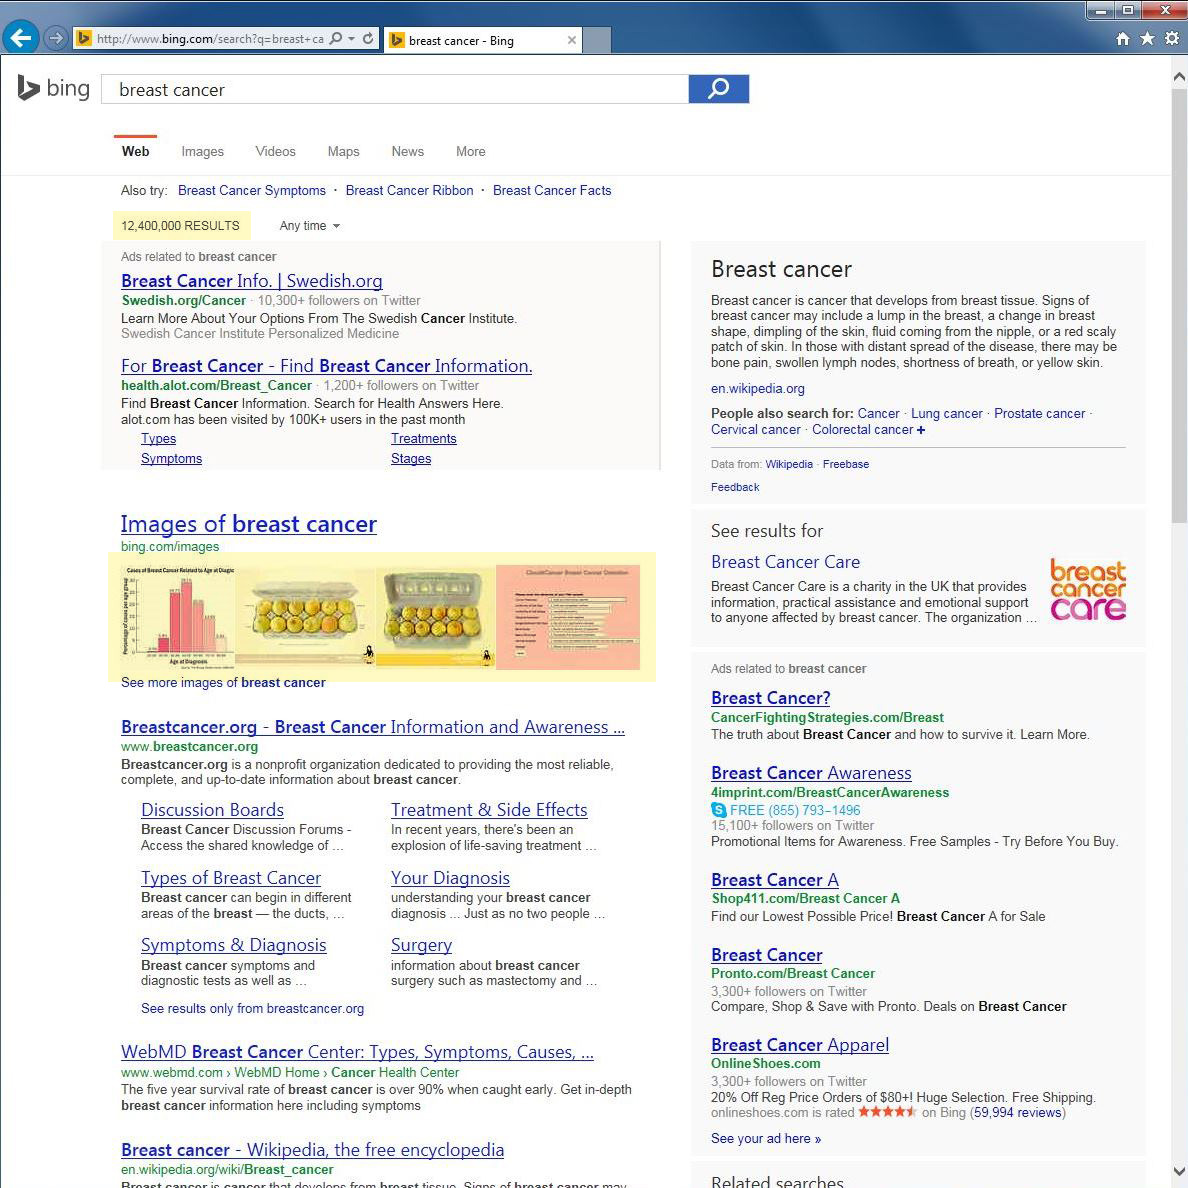 http://www.bing.com/search?q=breast+ca
breast cancer - Bing
bing
breast cancer
Web Images Videos Maps News More
Also try: Breast Cancer Symptoms · Breast Cancer Ribbon · Breast Cancer Facts
12,400,000 RESULTS Any time
Ads related to breast cancer
Breast Cancer Info. | Swedish.org
Swedish.org/Cancer · 10,300+ followers on Twitter
Learn More About Your Options From The Swedish Cancer Institute.
Swedish Cancer Institute Personalized Medicine
For Breast Cancer - Find Breast Cancer Information.
health.alot.com/Breast_Cancer · 1,200+ followers on Twitter
Find Breast Cancer Information. Search for Health Answers Here.
alot.com has been visited by 100K+ users in the past month
Types Treatments
Symptoms Stages
Images of breast cancer
bing.com/images
Cases of Breast Cancer Related to Age at Diagno
Age at Diagnosis
See more images of breast cancer
Breastcancer.org - Breast Cancer Information and Awareness ...
www.breastcancer.org
Breastcancer.org is a nonprofit organization dedicated to providing the most reliable,
complete, and up-to-date information about breast cancer.
Discussion Boards
Breast Cancer Discussion Forums -
Access the shared knowledge of ...
Treatment & Side Effects
In recent years, there's been an
explosion of life-saving treatment ...
Types of Breast Cancer
Breast cancer can begin in different
areas of the breast — the ducts, ...
Your Diagnosis
understanding your breast cancer
diagnosis ... Just as no two people ...
Symptoms & Diagnosis
Breast cancer symptoms and
diagnostic tests as well as ...
Surgery
information about breast cancer
surgery such as mastectomy and ...
See results only from breastcancer.org
WebMD Breast Cancer Center: Types, Symptoms, Causes, ...
www.webmd.com › WebMD Home › Cancer Health Center
The five year survival rate of breast cancer is over 90% when caught early. Get in-depth
breast cancer information here including symptoms
Breast cancer - Wikipedia, the free encyclopedia
en.wikipedia.org/wiki/Breast_cancer
Breast cancer is cancer that develops from breast tissue. Signs of breast cancer may
Breast cancer
Breast cancer is cancer that develops from breast tissue. Signs of
breast cancer may include a lump in the breast, a change in breast
shape, dimpling of the skin, fluid coming from the nipple, or a red scaly
patch of skin. In those with distant spread of the disease, there may be
bone pain, swollen lymph nodes, shortness of breath, or yellow skin.
en.wikipedia.org
People also search for: Cancer · Lung cancer · Prostate cancer ·
Cervical cancer · Colorectal cancer +
Data from: Wikipedia · Freebase
Feedback
See results for
Breast Cancer Care
Breast Cancer Care is a charity in the UK that provides
information, practical assistance and emotional support
to anyone affected by breast cancer. The organization ...
breast
cancer
care
Ads related to breast cancer
Breast Cancer?
CancerFightingStrategies.com/Breast
The truth about Breast Cancer and how to survive it. Learn More.
Breast Cancer Awareness
4imprint.com/BreastCancerAwareness
FREE (855) 793-1496
15,100+ followers on Twitter
Promotional Items for Awareness. Free Samples - Try Before You Buy.
Breast Cancer A
Shop411.com/Breast Cancer A
Find our Lowest Possible Price! Breast Cancer A for Sale
Breast Cancer
Pronto.com/Breast Cancer
3,300+ followers on Twitter
Compare, Shop & Save with Pronto. Deals on Breast Cancer
Breast Cancer Apparel
OnlineShoes.com
3,300+ followers on Twitter
20% Off Reg Price Orders of $80+! Huge Selection. Free Shipping.
onlineshoes.com is rated on Bing (59,994 reviews)
See your ad here »
Related searches